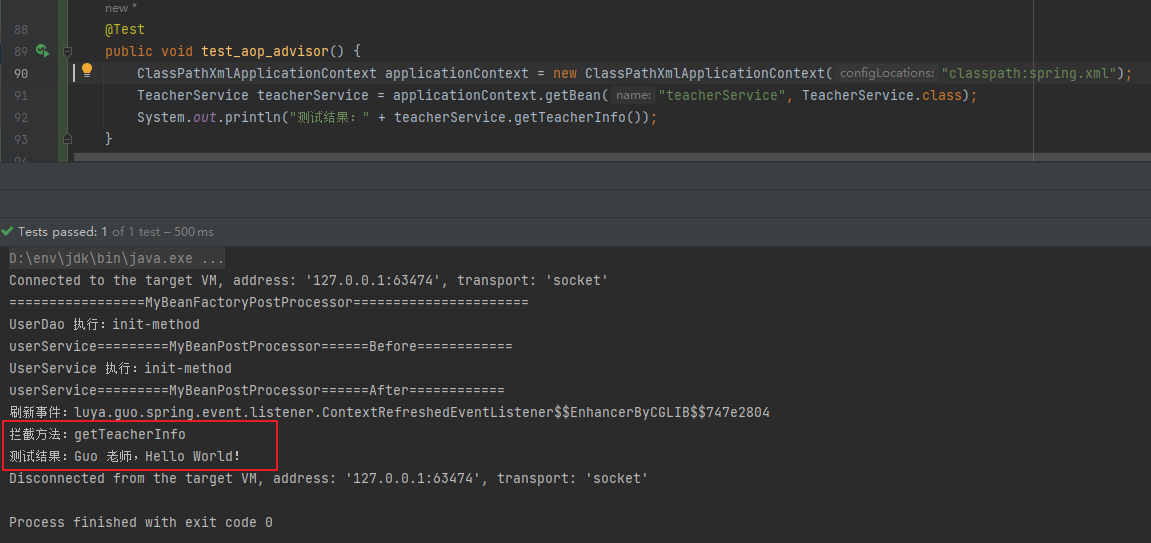 new *
88 @Test
89 public void test_aop_advisor() {
90 ClassPathXmlApplicationContext applicationContext = new ClassPathXmlApplicationContext( configLocations: "classpath:spring.xml");
91 TeacherService teacherService = applicationContext.getBean( name: "teacherService", TeacherService.class);
92 System.out.println("测试结果：" + teacherService.getTeacherInfo());
93 }
Tests passed: 1 of 1 test – 500 ms
D:\env\jdk\bin\java.exe ...
Connected to the target VM, address: '127.0.0.1:63474', transport: 'socket'
=================MyBeanFactoryPostProcessor======================
UserDao 执行：init-method
userService=========MyBeanPostProcessor======Before============
UserService 执行：init-method
userService=========MyBeanPostProcessor======After============
刷新事件：luya.guo.spring.event.listener.ContextRefreshedEventListener$$EnhancerByCGLIB$$747e2804
拦截方法：getTeacherInfo
测试结果：Guo 老师，Hello World！
Disconnected from the target VM, address: '127.0.0.1:63474', transport: 'socket'
Process finished with exit code 0